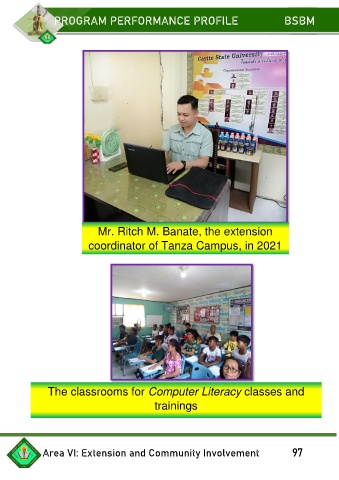 PROGRAM PERFORMANCE PROFILE BSBM
Cavite State University
Mr. Ritch M. Banate, the extension
coordinator of Tanza Campus, in 2021
The classrooms for Computer Literacy classes and
trainings
Area VI: Extension and Community Involvement 97